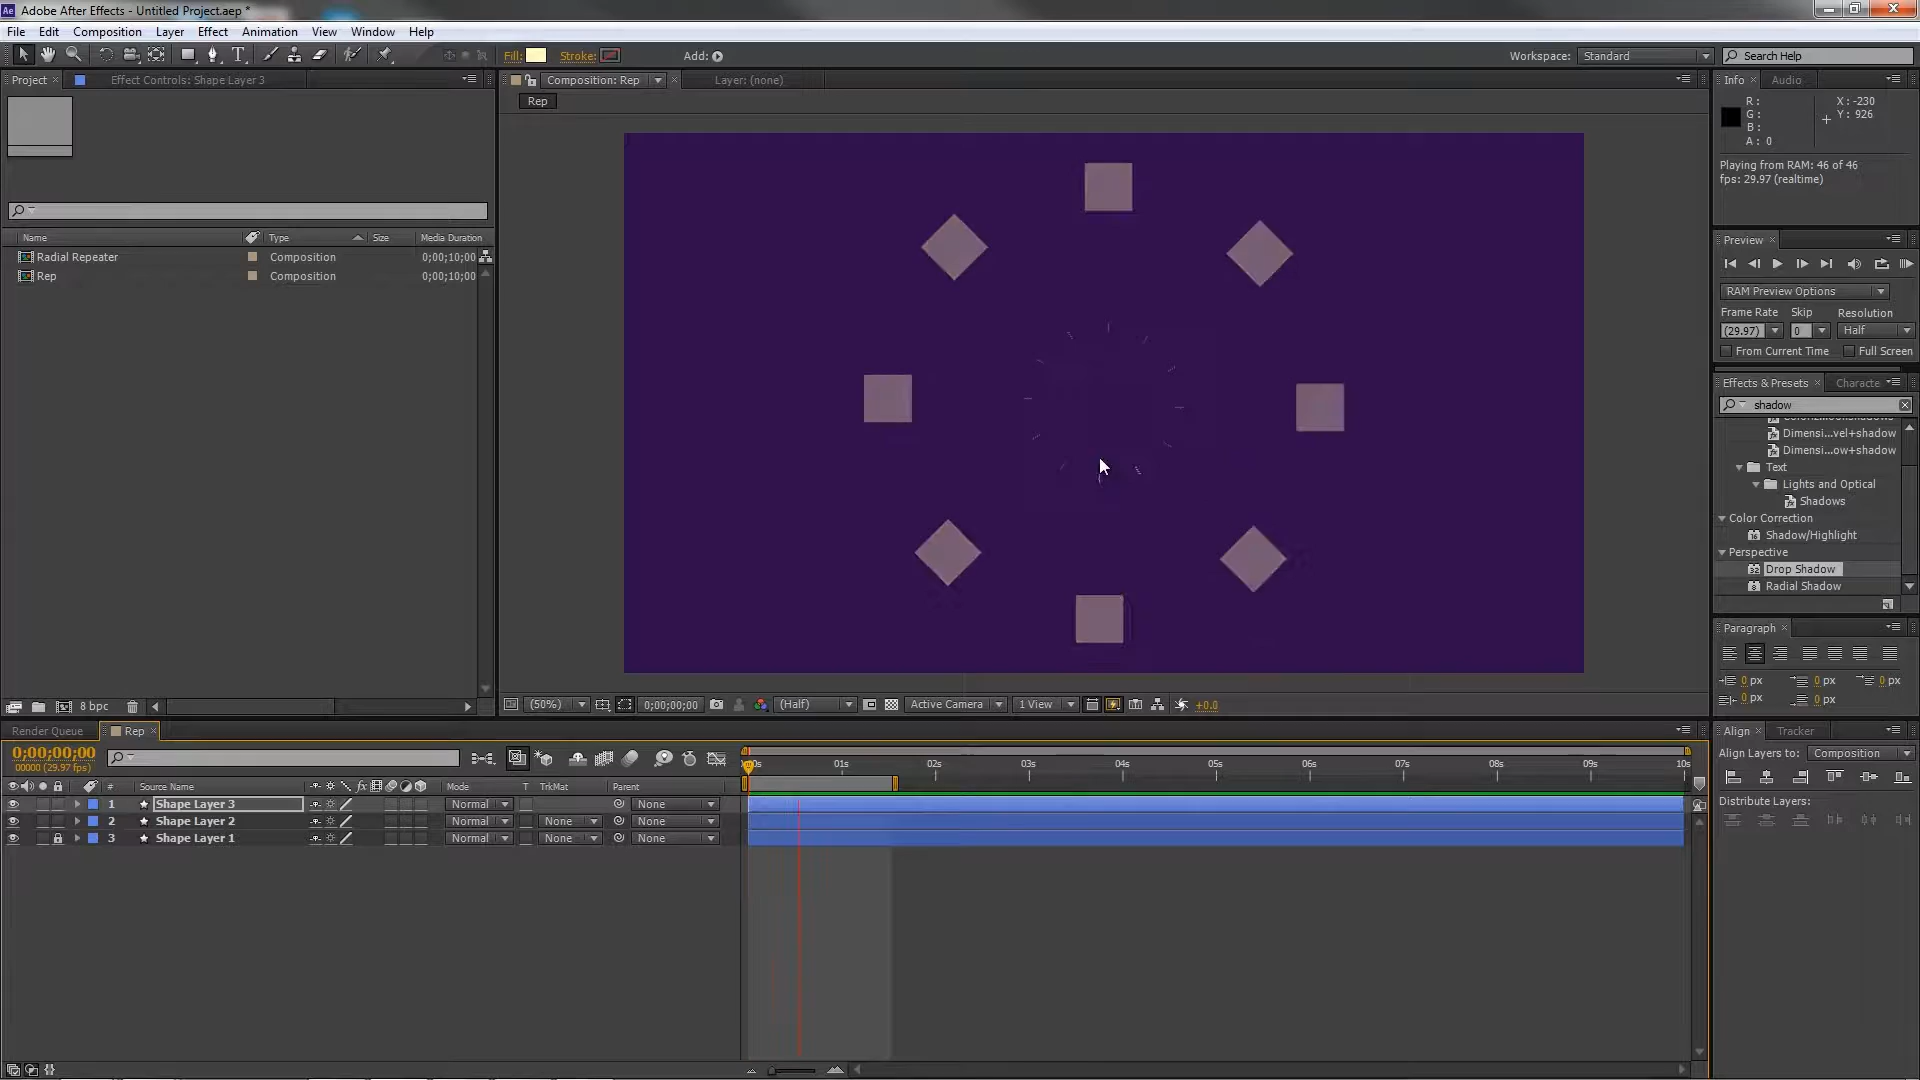 Ae Adobe After Effects - Untitled Project.aep *
File Edit Composition Layer Effect Animation View Window Help
T Fill: Stroke: Add: Workspace: Standard Search Help
Project × Effect Controls: Shape Layer 3
Composition: Rep × Layer: (none)
Info × Audio
Rep
R :
G :
B :
A : 0
X : -230
Y : 926
Playing from RAM: 46 of 46
fps: 29.97 (realtime)
Name Type Size Media Duration
Radial Repeater Composition 0;00;10;00
Rep Composition 0;00;10;00
Preview ×
RAM Preview Options
Frame Rate Skip Resolution
(29.97) 0 Half
From Current Time Full Screen
Effects & Presets × Characte
shadow
Dimensi...vel+shadow
Dimensi...ow+shadow
Text
Lights and Optical
Shadows
Color Correction
Shadow/Highlight
Perspective
Drop Shadow
Radial Shadow
Paragraph ×
0 px 0 px 0 px
0 px 0 px
8 bpc
(50%) 0;00;00;00 (Half) Active Camera 1 View +0.0
Render Queue Rep ×
0;00;00;00
00000 (29.97 fps)
01s 02s 03s 04s 05s 06s 07s 08s 09s 10s
# Source Name fx Mode T TrkMat Parent
1 Shape Layer 3 Normal None
2 Shape Layer 2 Normal None None
3 Shape Layer 1 Normal None None
Align × Tracker
Align Layers to: Composition
Distribute Layers: